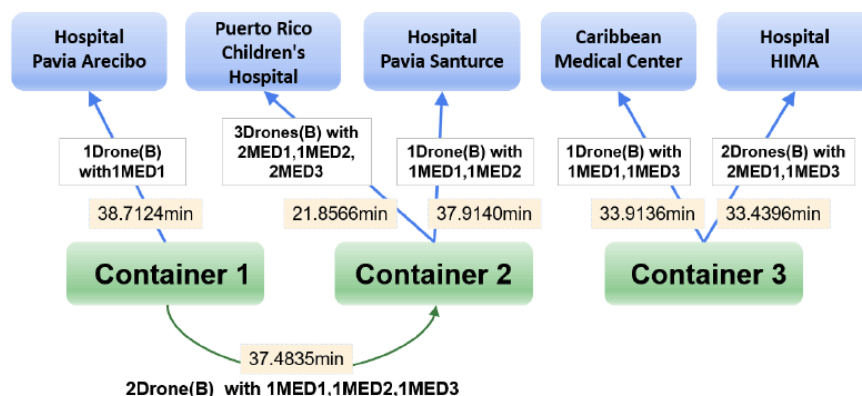 Hospital
Pavia Arecibo
Puerto Rico
Children's
Hospital
Hospital
Pavia Santurce
Caribbean
Medical Center
Hospital
HIMA
1Drone(B)
with1MED1
3Drones(B) with
2MED1,1MED2,
2MED3
1Drone(B) with
1MED1,1MED2
1Drone(B) with
1MED1,1MED3
2Drones(B) with
2MED1,1MED3
38.7124min
21.8566min
37.9140min
33.9136min
33.4396min
Container 1
Container 2
Container 3
37.4835min
2Drone(B) with 1MED1,1MED2,1MED3